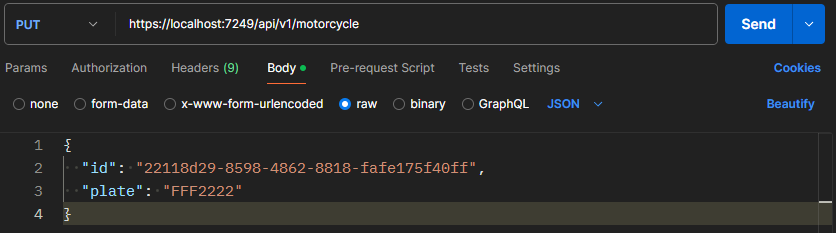 PUT https://localhost:7249/api/v1/motorcycle Send
Params Authorization Headers (9) Body Pre-request Script Tests Settings Cookies
none form-data x-www-form-urlencoded raw binary GraphQL JSON Beautify
1 {
2 "id": "22118d29-8598-4862-8818-fafe175f40ff",
3 "plate": "FFF2222"
4 }